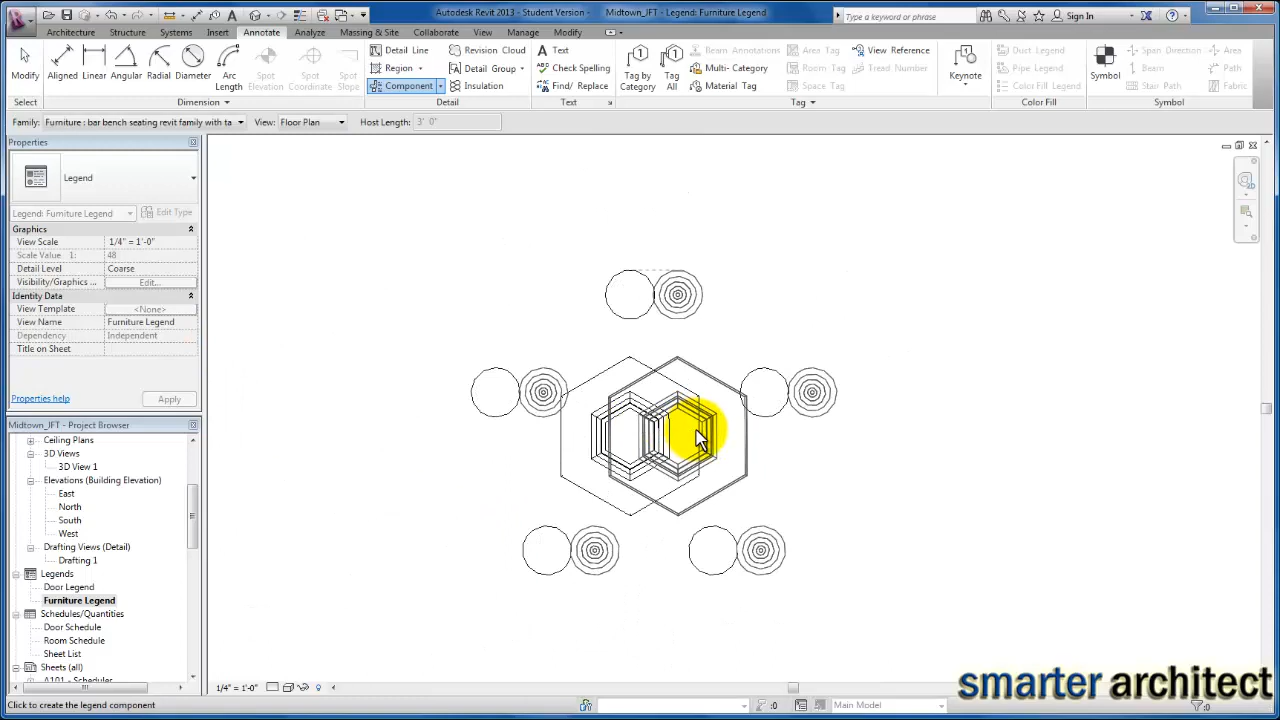 Autodesk Revit 2013 - Student Version - Midtown_JFT - Legend: Furniture Legend
Type a keyword or phrase
Sign In
Architecture Structure Systems Insert Annotate Analyze Massing & Site Collaborate View Manage Modify
Modify Aligned Linear Angular Radial Diameter Arc Length Spot Elevation Spot Coordinate Spot Slope
Detail Line Revision Cloud
Region Detail Group
Component Insulation
Text
Check Spelling
Find/ Replace
Tag by Category Tag All
Beam Annotations Area Tag View Reference
Multi- Category Room Tag Tread Number
Material Tag Space Tag
Keynote
Duct Legend
Pipe Legend
Color Fill Legend
Symbol
Span Direction Area
Beam Path
Stair Path Fabric
Select Dimension Detail Text Tag Color Fill Symbol
Family: Furniture : bar bench seating revit family with ta View: Floor Plan Host Length: 3' 0"
Properties
Legend
Legend: Furniture Legend Edit Type
Graphics
View Scale 1/4" = 1'-0"
Scale Value 1: 48
Detail Level Coarse
Visibility/Graphics ... Edit...
Identity Data
View Template <None>
View Name Furniture Legend
Dependency Independent
Title on Sheet
Properties help Apply
Midtown_JFT - Project Browser
Ceiling Plans
3D Views
3D View 1
Elevations (Building Elevation)
East
North
South
West
Drafting Views (Detail)
Drafting 1
Legends
Door Legend
Furniture Legend
Schedules/Quantities
Door Schedule
Room Schedule
Sheet List
Sheets (all)
1/4" = 1'-0"
Click to create the legend component
:0 Main Model :0
smarter architect